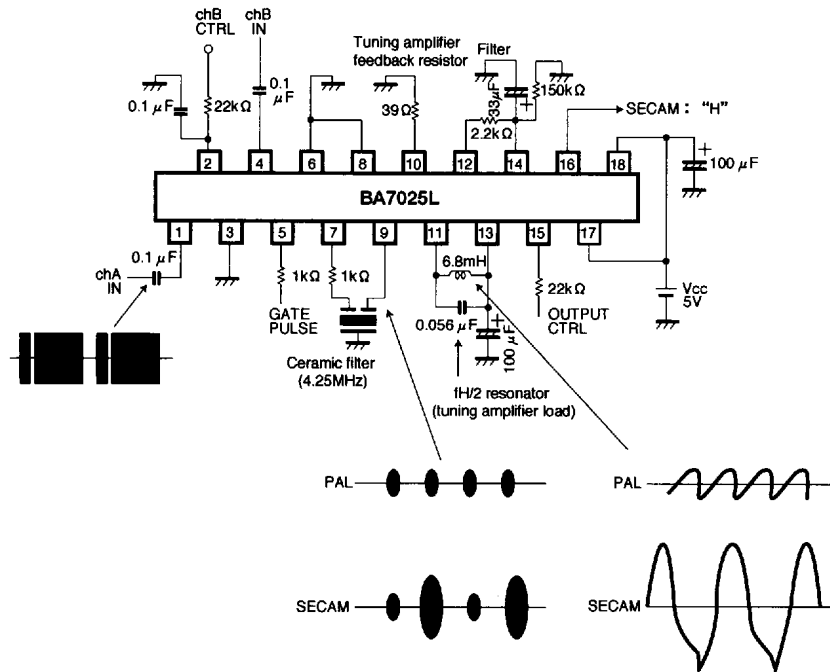 chB
CTRL
chB
IN
Tuning amplifier
feedback resistor
Filter
0.1 μF
22kΩ
0.1
μF
39Ω
33μF
+
150kΩ
2.2kΩ
SECAM : "H"
+
100 μF
2
4
6
8
10
12
14
16
18
BA7025L
1
3
5
7
9
11
13
15
17
chA
IN
0.1 μF
1kΩ
1kΩ
6.8mH
22kΩ
Vcc
5V
GATE
PULSE
0.056 μF
+
100 μF
OUTPUT
CTRL
Ceramic filter
(4.25MHz)
fH/2 resonator
(tuning amplifier load)
PAL
PAL
SECAM
SECAM